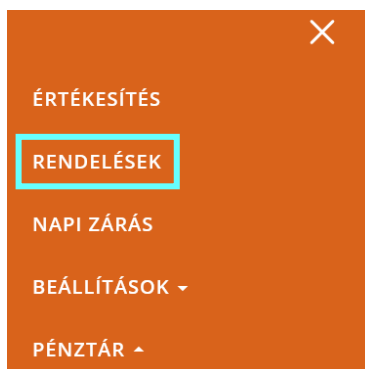 ÉRTÉKESÍTÉS
RENDELÉSEK
NAPI ZÁRÁS
BEÁLLÍTÁSOK
PÉNZTÁR